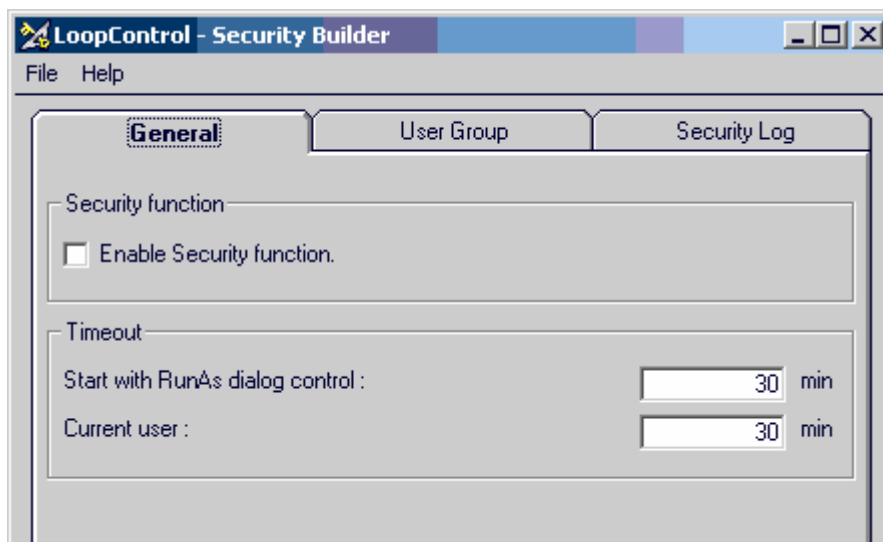 LoopControl - Security Builder
File Help
General User Group Security Log
Security function
Enable Security function.
Timeout
Start with RunAs dialog control : 30 min
Current user : 30 min